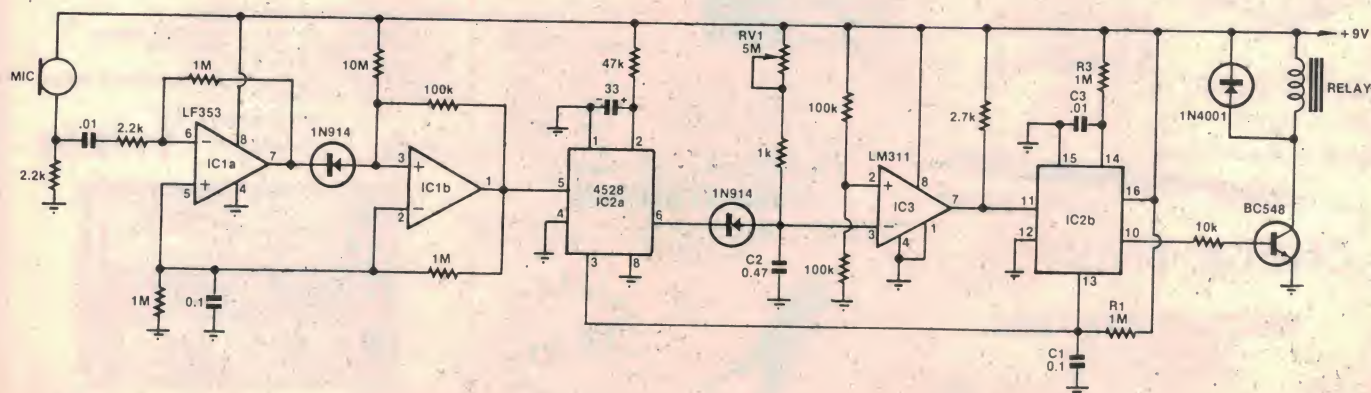 +9V
MIC
1M
LF353
6
−
IC1a
8
7
+
5
4
.01
2.2k
2.2k
1N914
10M
100k
3
+
IC1b
1
−
2
1M
1M
0.1
47k
33
− +
1
2
5
4528
IC2a
4
6
3
8
1N914
RV1
5M
1k
C2
0.47
100k
100k
LM311
2
+
IC3
8
7
−
3
4
1
2.7k
R3
1M
C3
.01
15
14
16
11
IC2b
12
10
13
R1
1M
C1
0.1
10k
BC548
1N4001
RELAY